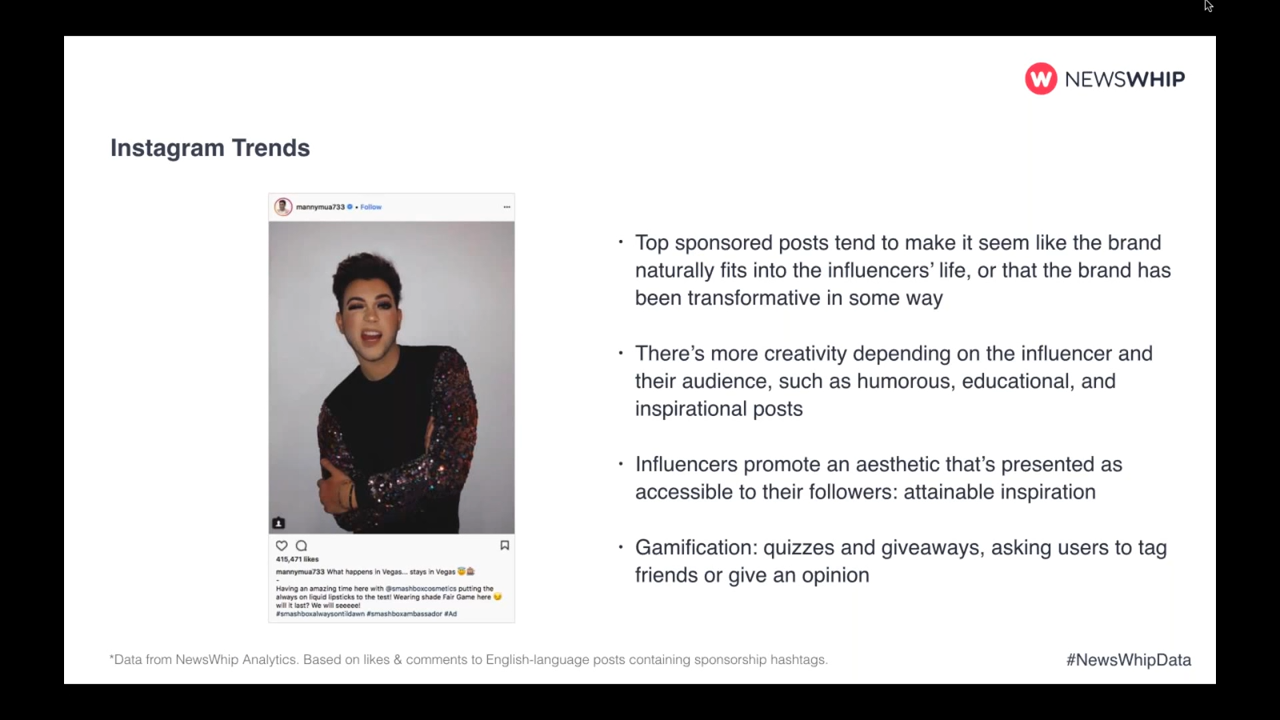 NEWSWHIP
Instagram Trends
mannymua733 • Follow
415,471 likes
mannymua733 What happens in Vegas... stays in Vegas 😇🎰
-
Having an amazing time here with @smashboxcosmetics putting the
always on liquid lipsticks to the test! Wearing shade Fair Game here 😏
will it last? We will seeeee!
#smashboxalwaysontildawn #smashboxambassador #Ad
· Top sponsored posts tend to make it seem like the brand
naturally fits into the influencers’ life, or that the brand has
been transformative in some way
· There’s more creativity depending on the influencer and
their audience, such as humorous, educational, and
inspirational posts
· Influencers promote an aesthetic that’s presented as
accessible to their followers: attainable inspiration
· Gamification: quizzes and giveaways, asking users to tag
friends or give an opinion
*Data from NewsWhip Analytics. Based on likes & comments to English-language posts containing sponsorship hashtags.
#NewsWhipData